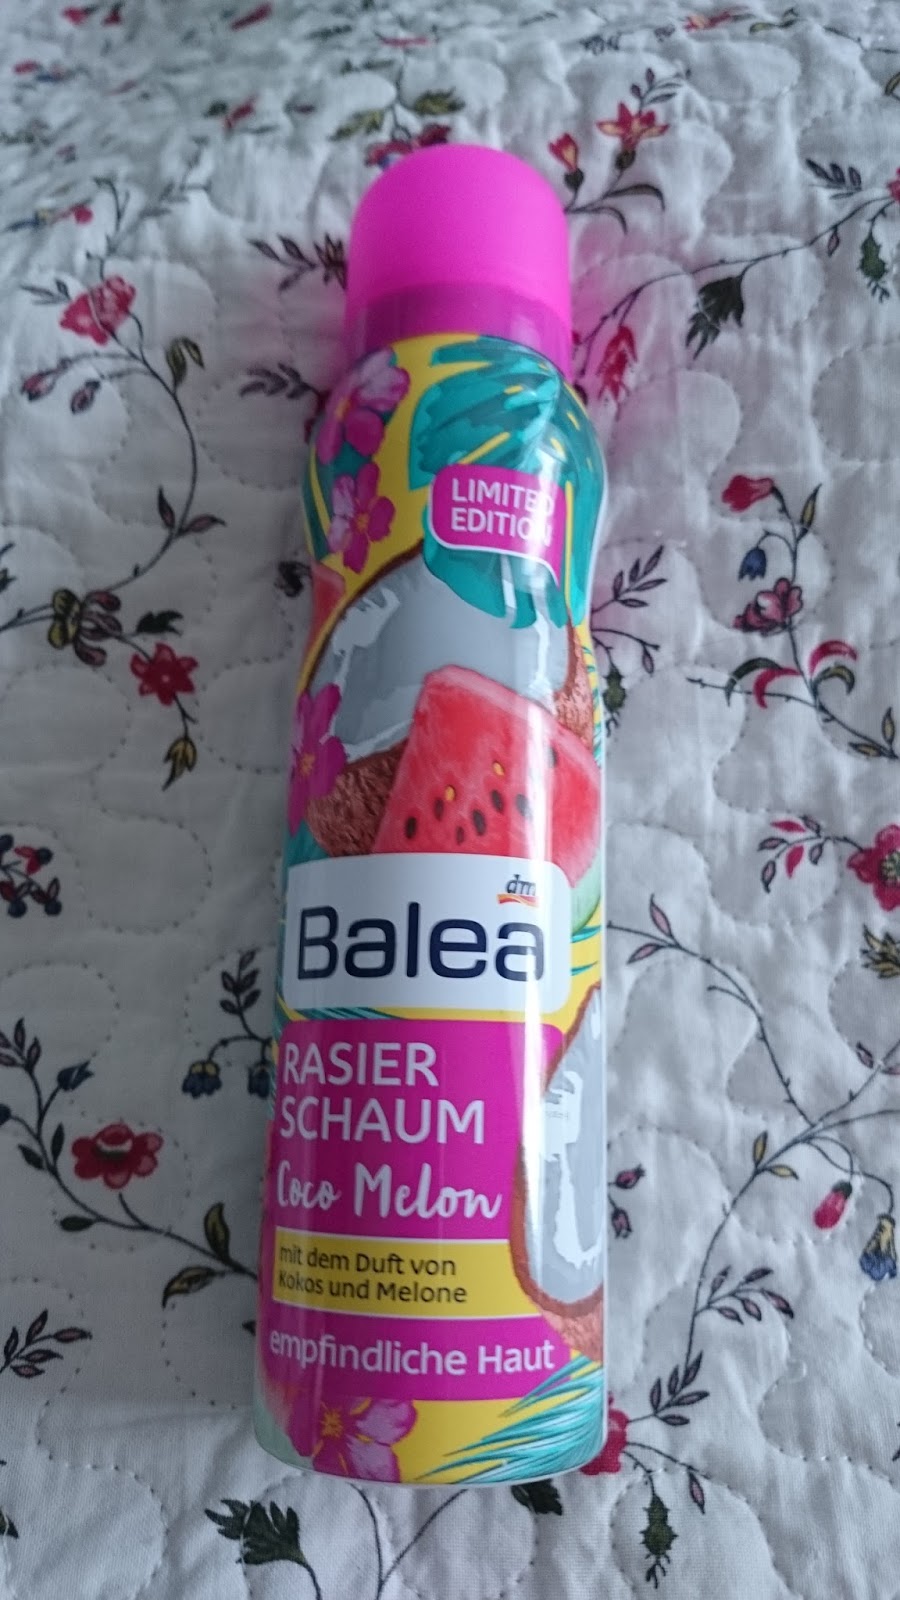 LIMITED
EDITION
dm
Balea
RASIER
SCHAUM
Coco Melon
mit dem Duft von
Kokos und Melone
empfindliche Haut